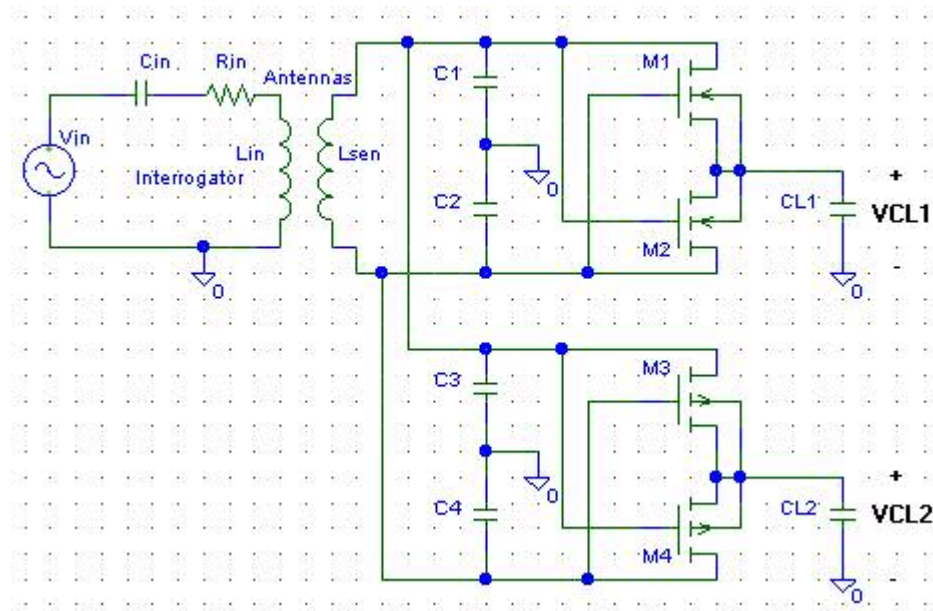 Cin
Rin
Antennas
Vin
Lin
Lsen
Interrogator
0
C1
C2
0
M1
M2
CL1
+
VCL1
-
0
C3
C4
0
M3
M4
CL2
+
VCL2
-
0